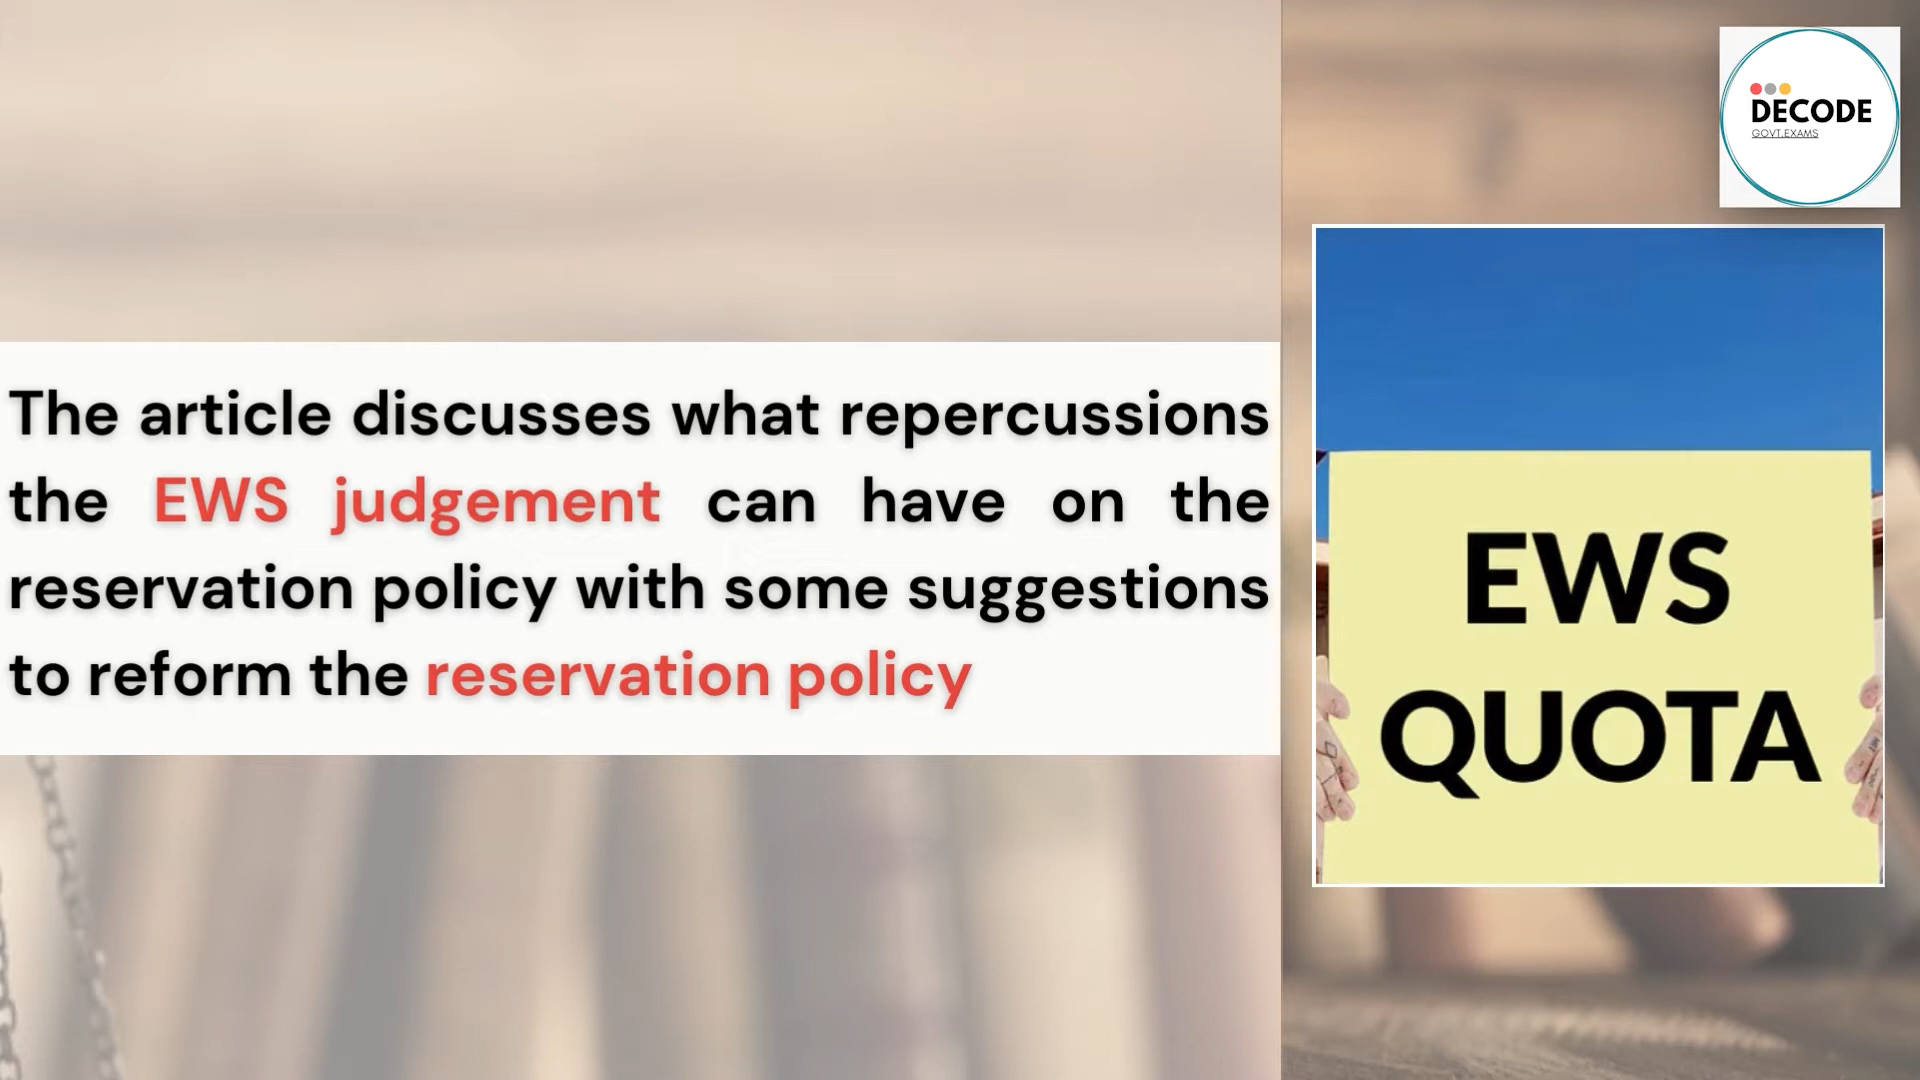 DECODE
GOVT.EXAMS
The article discusses what repercussions
the EWS judgement can have on the
reservation policy with some suggestions
to reform the reservation policy
EWS
QUOTA